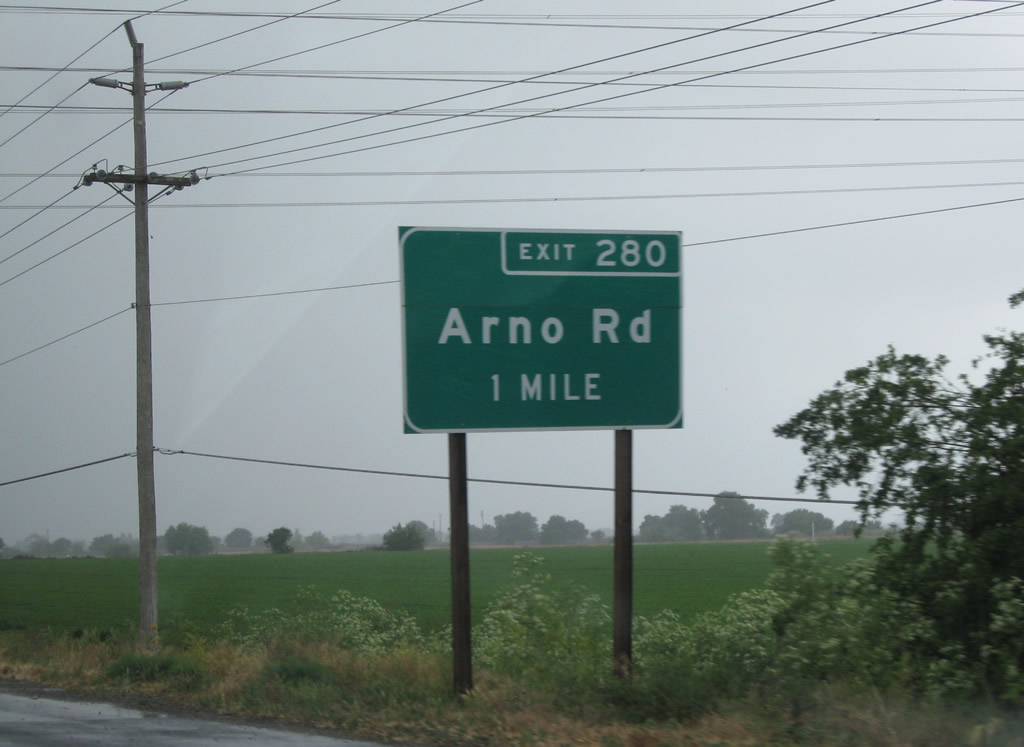 EXIT 280
Arno Rd
1 MILE